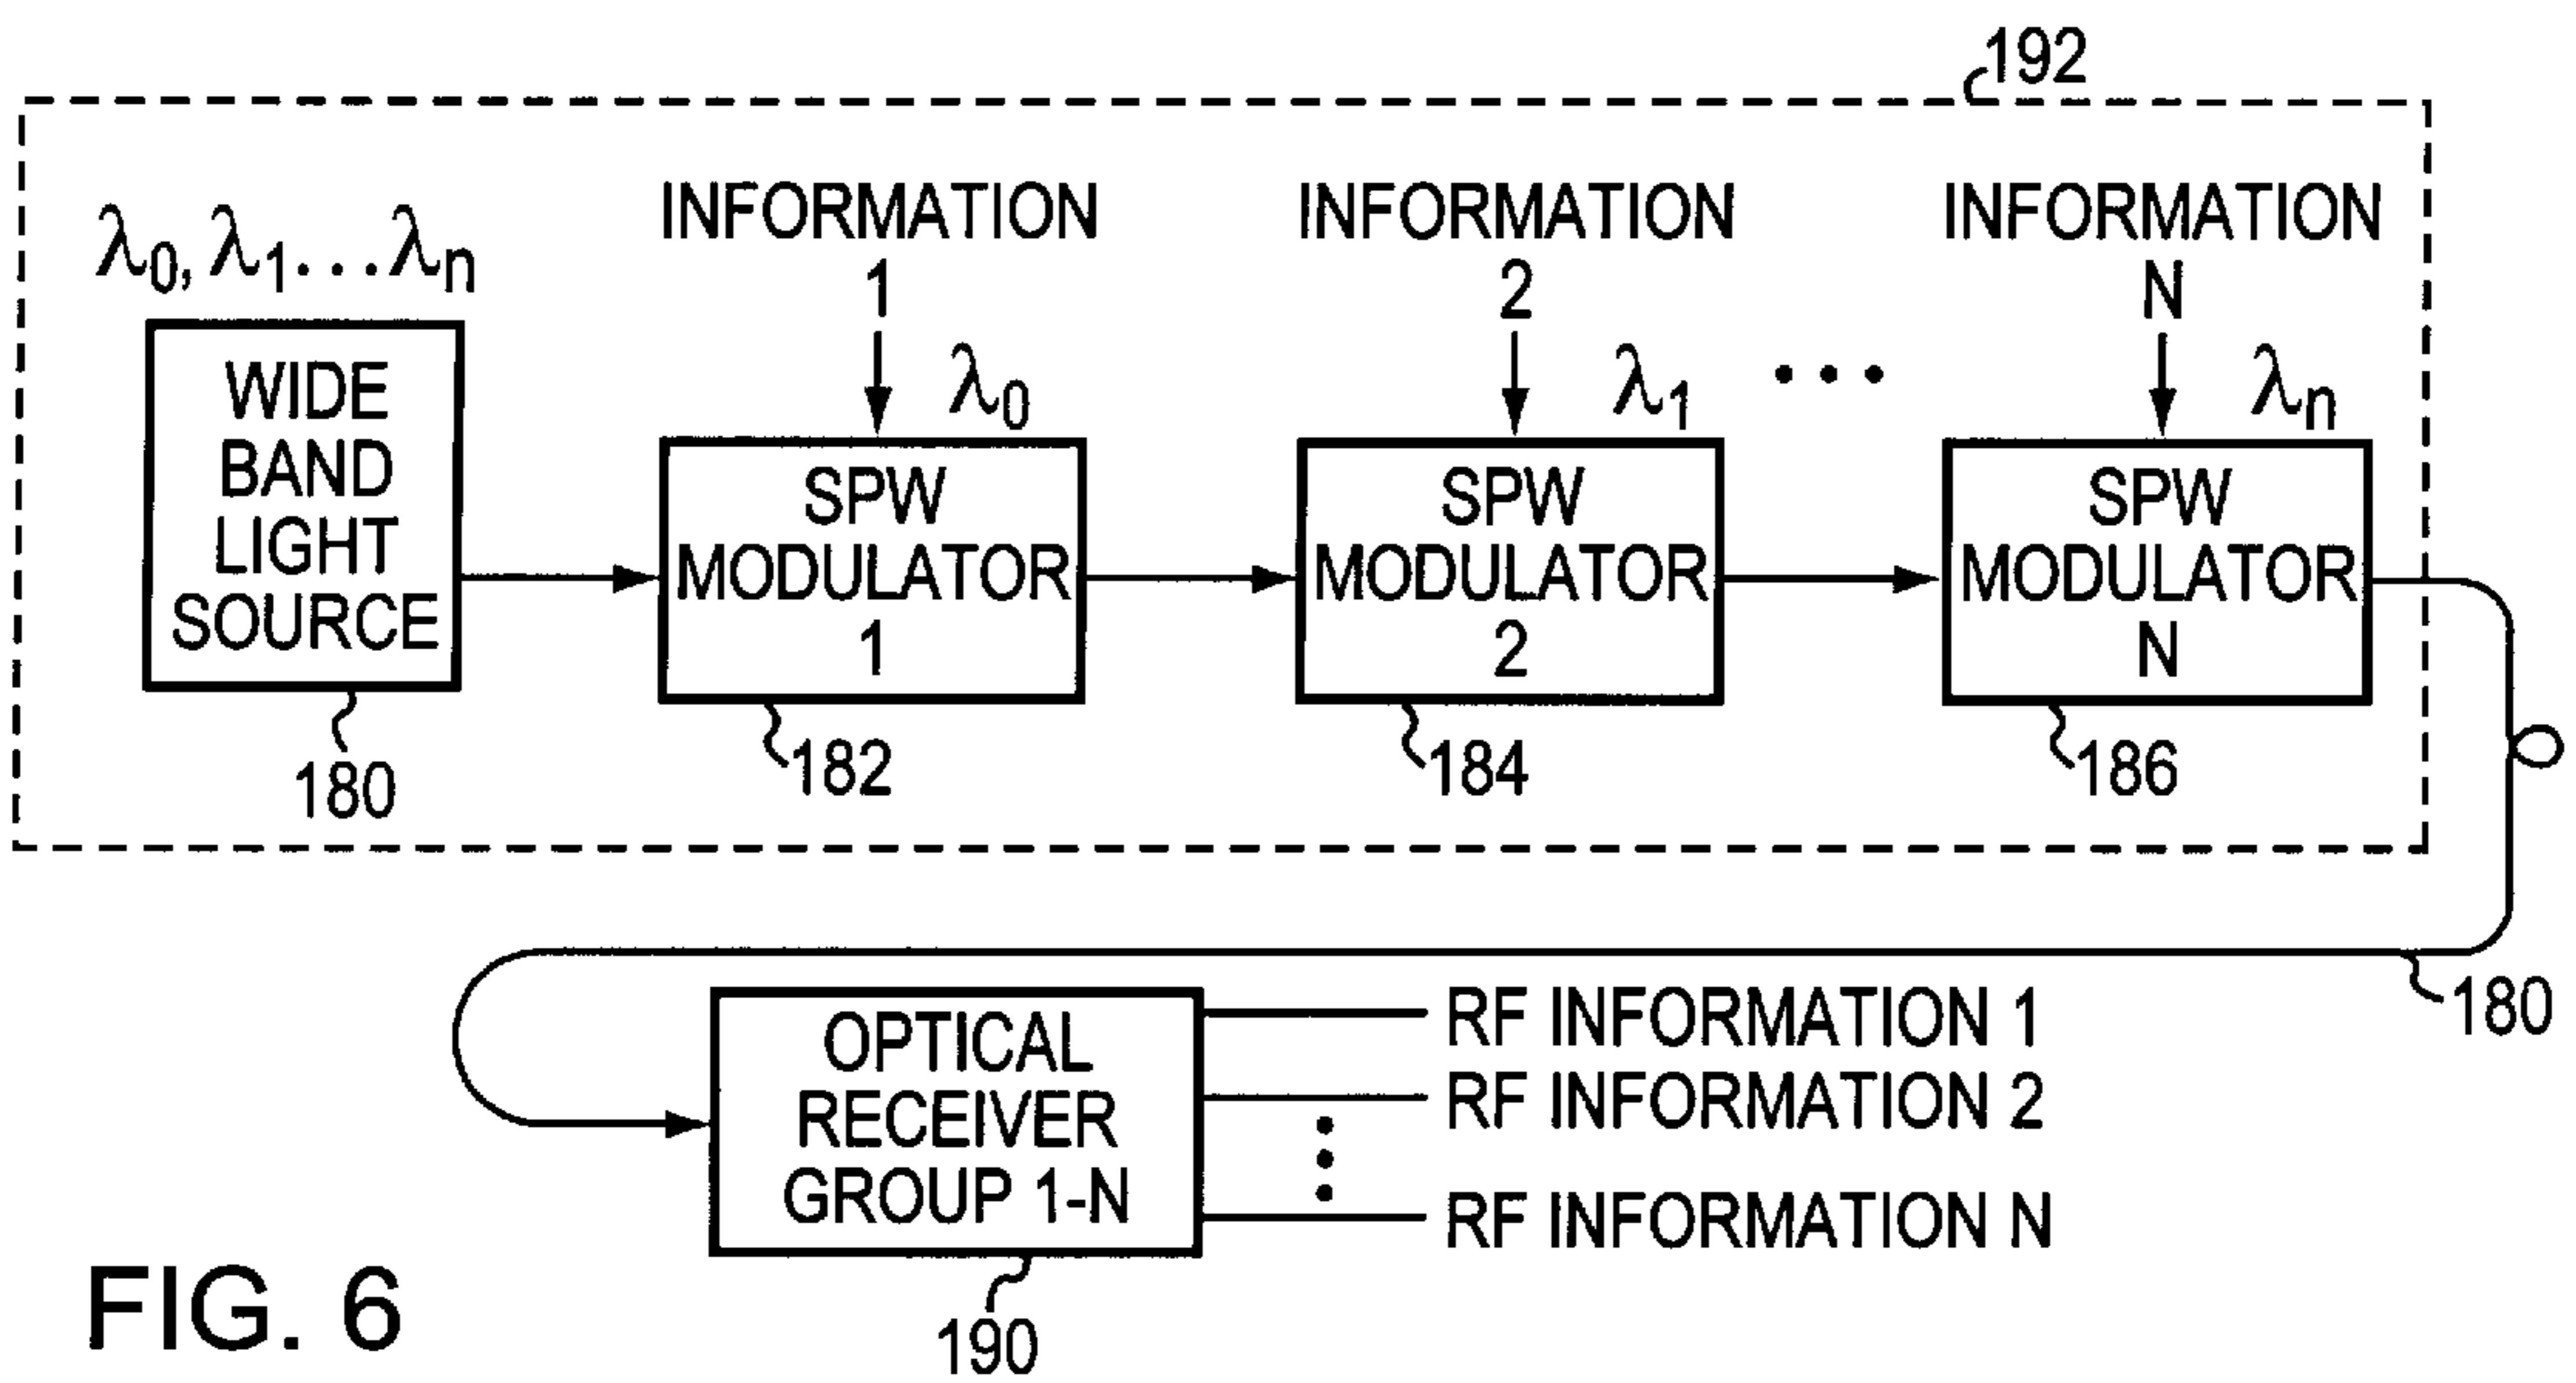 192
λ0, λ1...λn
INFORMATION
1
λ0
INFORMATION
2
λ1
...
INFORMATION
N
λn
WIDE
BAND
LIGHT
SOURCE
SPW
MODULATOR
1
SPW
MODULATOR
2
SPW
MODULATOR
N
180
182
184
186
180
OPTICAL
RECEIVER
GROUP 1-N
RF INFORMATION 1
RF INFORMATION 2
RF INFORMATION N
190
FIG. 6